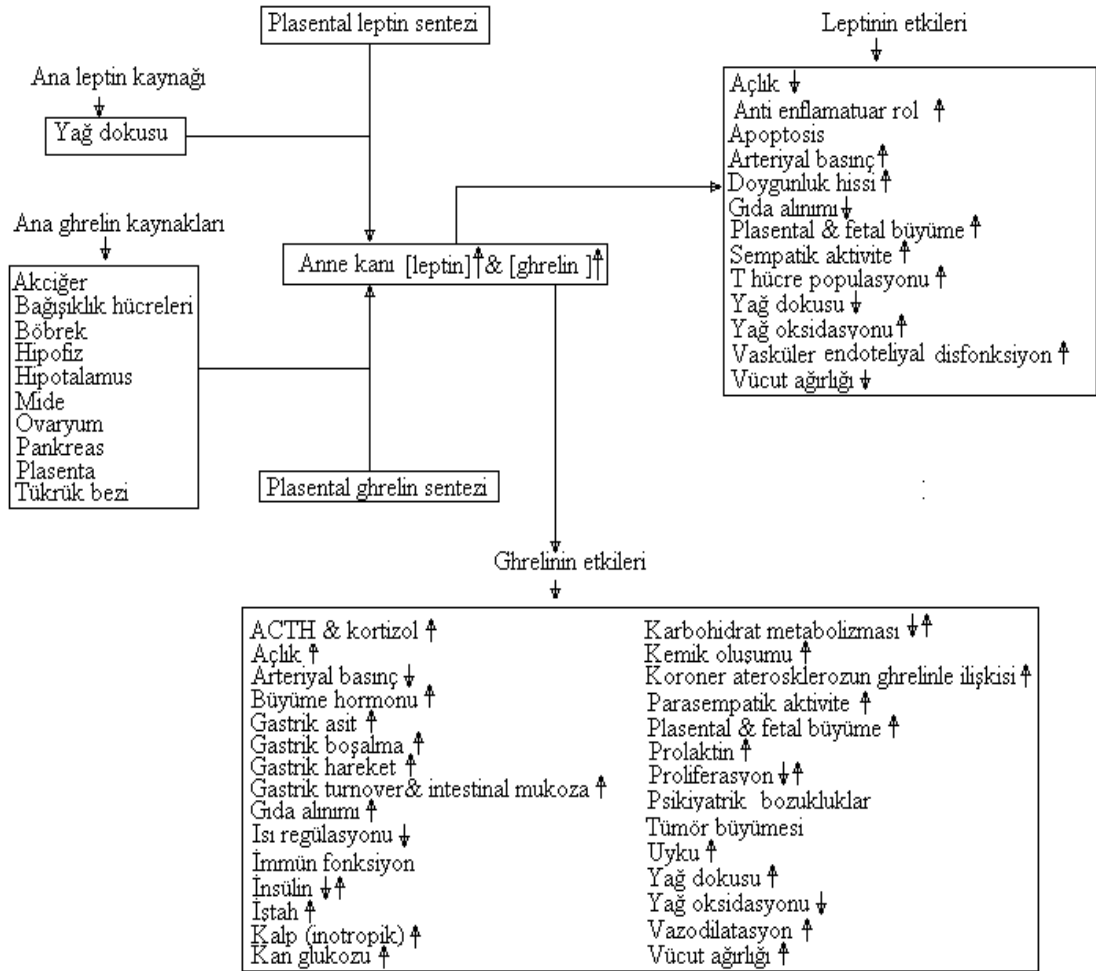 Plasental leptin sentezi
Ana leptin kaynağı
Yağ dokusu
Ana ghrelin kaynakları
Akciğer
Bağışıklık hücreleri
Böbrek
Hipofiz
Hipotalamus
Mide
Ovaryum
Pankreas
Plasenta
Tükrük bezi
Anne kanı [leptin]↑& [ghrelin ]↑
Plasental ghrelin sentezi
Leptinin etkileri
Açlık ↓
Anti enflamatuar rol ↑
Apoptosis
Arteriyal basınç ↑
Doygunluk hissi ↑
Gıda alınımı ↓
Plasental & fetal büyüme ↑
Sempatik aktivite ↑
T hücre populasyonu ↑
Yağ dokusu ↓
Yağ oksidasyonu ↑
Vasküler endoteliyal disfonksiyon ↑
Vücut ağırlığı ↓
:
Ghrelinin etkileri
ACTH & kortizol ↑
Açlık ↑
Arteriyal basınç ↓
Büyüme hormonu ↑
Gastrik asit ↑
Gastrik boşalma ↑
Gastrik hareket ↑
Gastrik turnover& intestinal mukoza ↑
Gıda alınımı ↑
Isı regülasyonu ↓
İmmün fonksiyon
İnsülin ↓↑
İştah ↑
Kalp (inotropik) ↑
Kan glukozu ↑
Karbohidrat metabolizması ↓↑
Kemik oluşumu ↑
Koroner aterosklerozun ghrelinle ilişkisi ↑
Parasempatik aktivite ↑
Plasental & fetal büyüme ↑
Prolaktin ↑
Proliferasyon ↓↑
Psikiyatrik bozukluklar
Tümör büyümesi
Uyku ↑
Yağ dokusu ↑
Yağ oksidasyonu ↓
Vazodilatasyon ↑
Vücut ağırlığı ↑